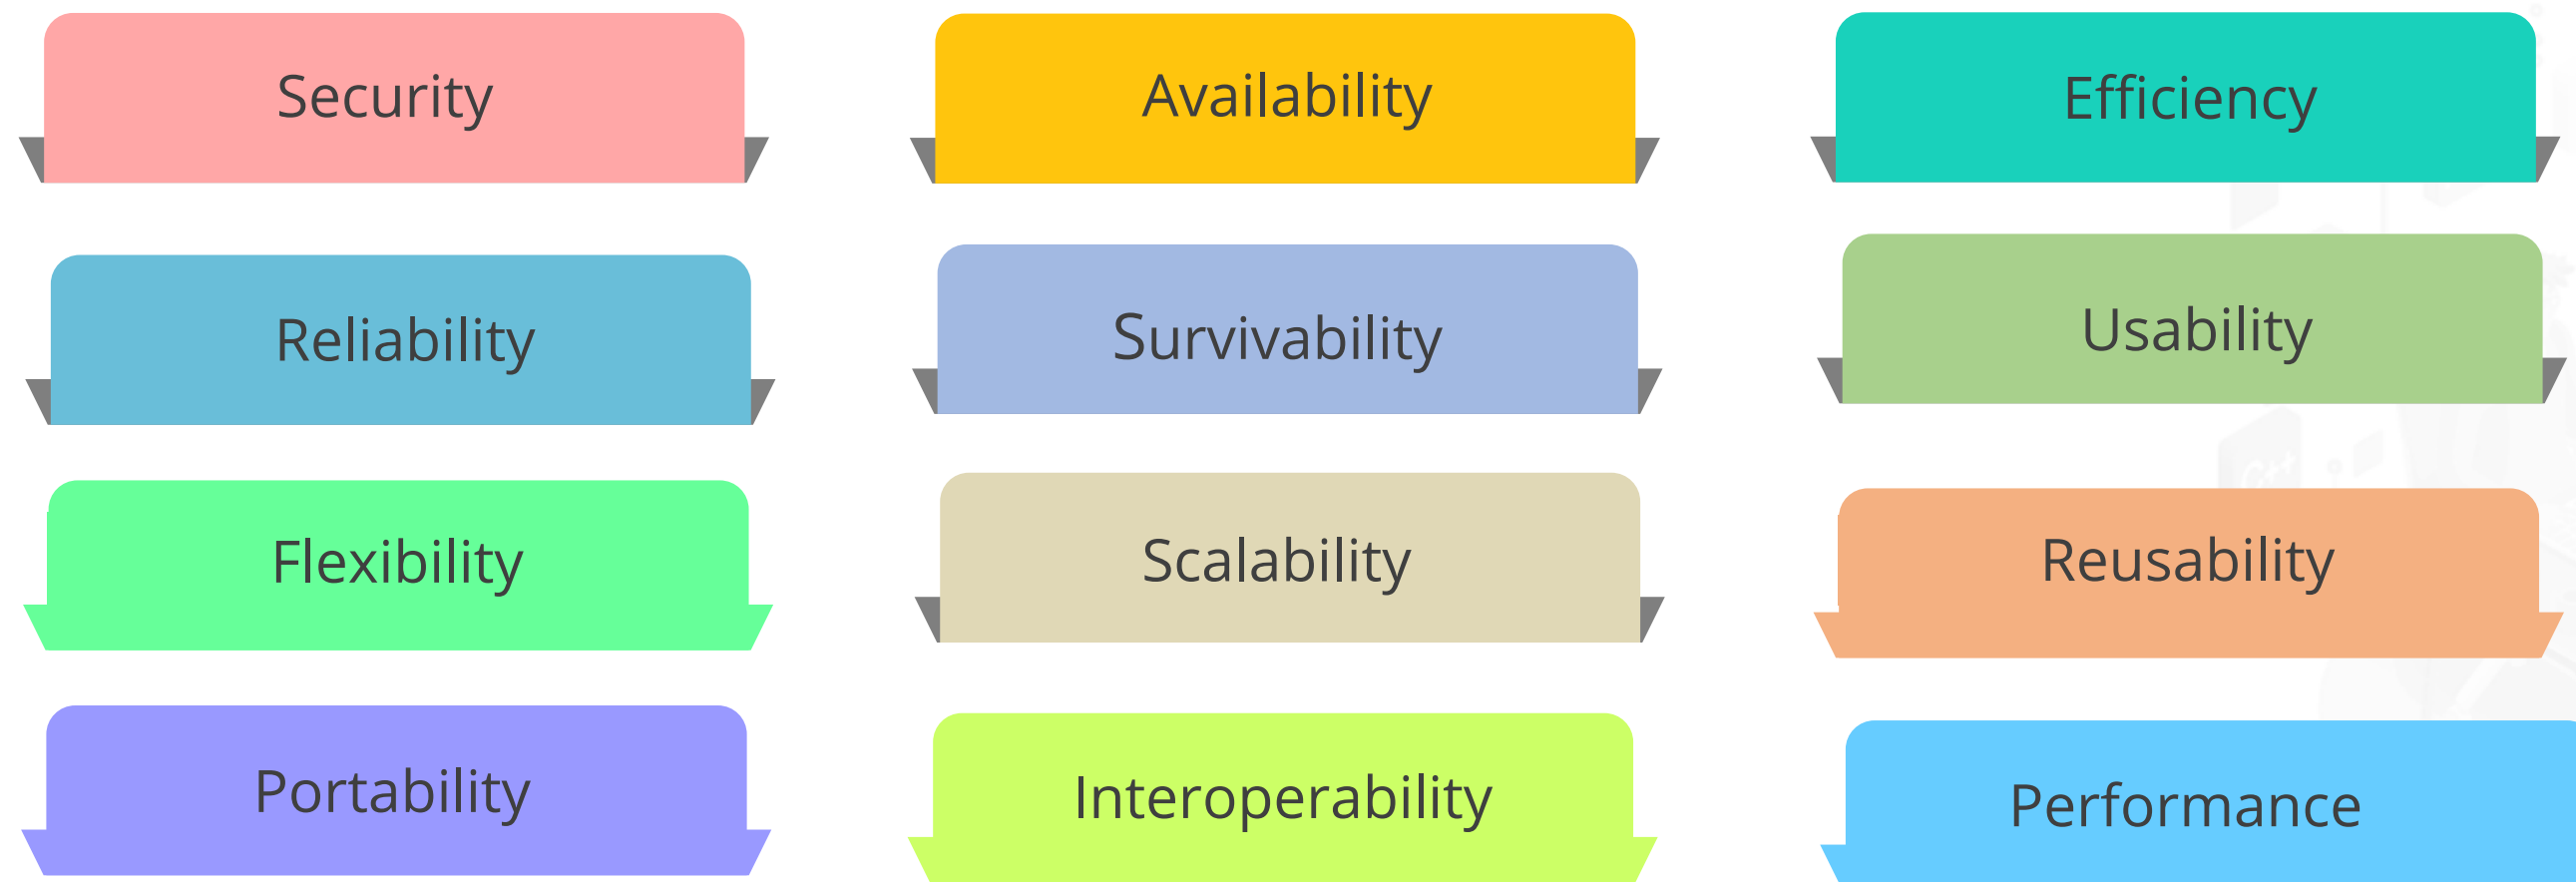 Security
Availability
Efficiency
Reliability
Survivability
Usability
Flexibility
Scalability
Reusability
Portability
Interoperability
Performance
C++